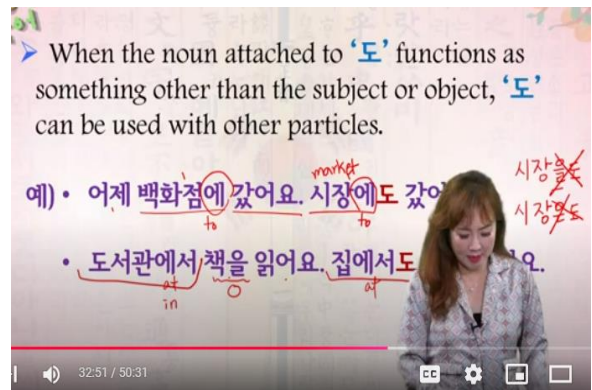 ➤ When the noun attached to ‘도’ functions as
something other than the subject or object, ‘도’
can be used with other particles.
market
시장을도
예) • 어제 백화점에 갔어요. 시장에도 갔어
시장은도
to to
• 도서관에서 책을 읽어요. 집에서도 요.
at O at
in
32:51 / 50:31
CC